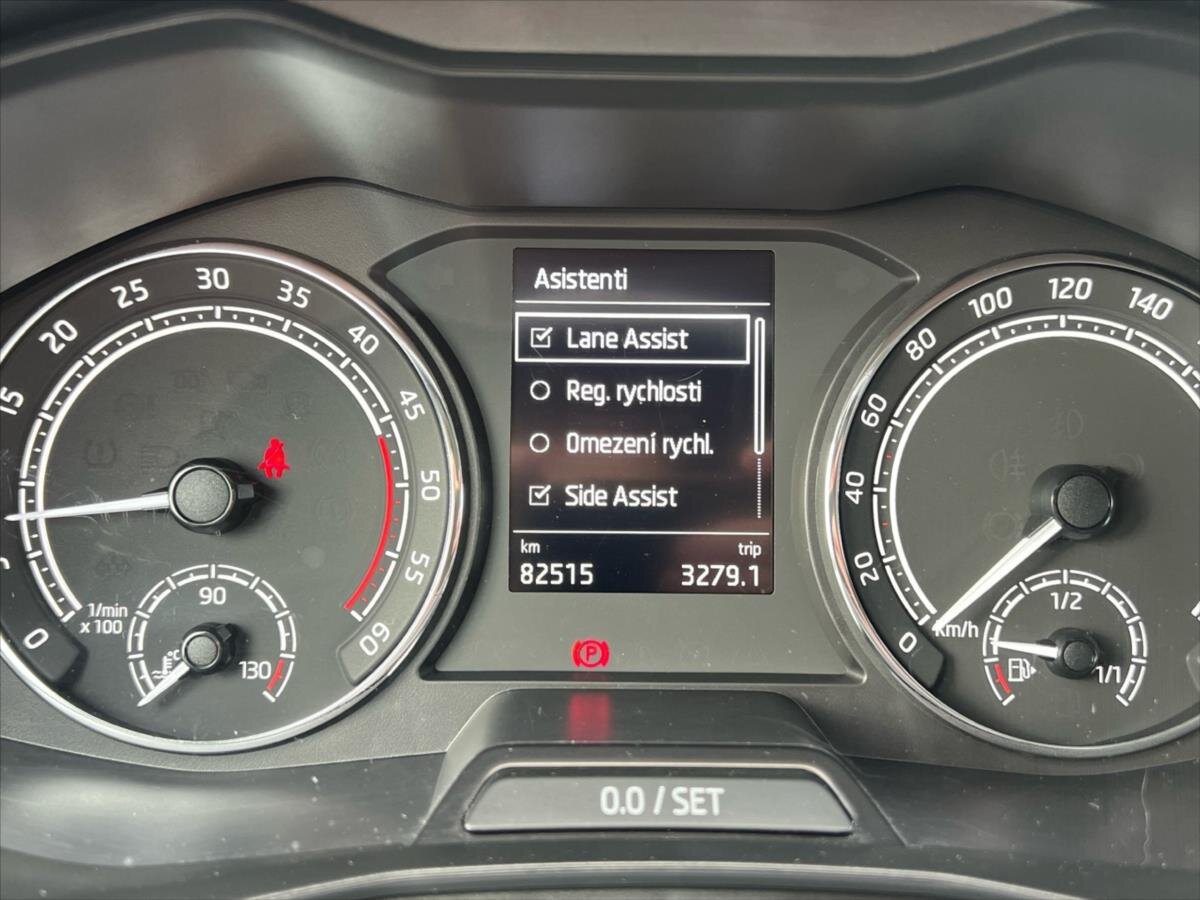 Asistenti
Lane Assist
Reg. rychlosti
Omezení rychl.
Side Assist
km trip
82515 3279.1
0 15 20 25 30 35 40 45 50 55 60
1/min
x 100
90
130
°C
0 20 40 60 80 100 120 140
km/h
1/2
1/1
P
0.0 / SET